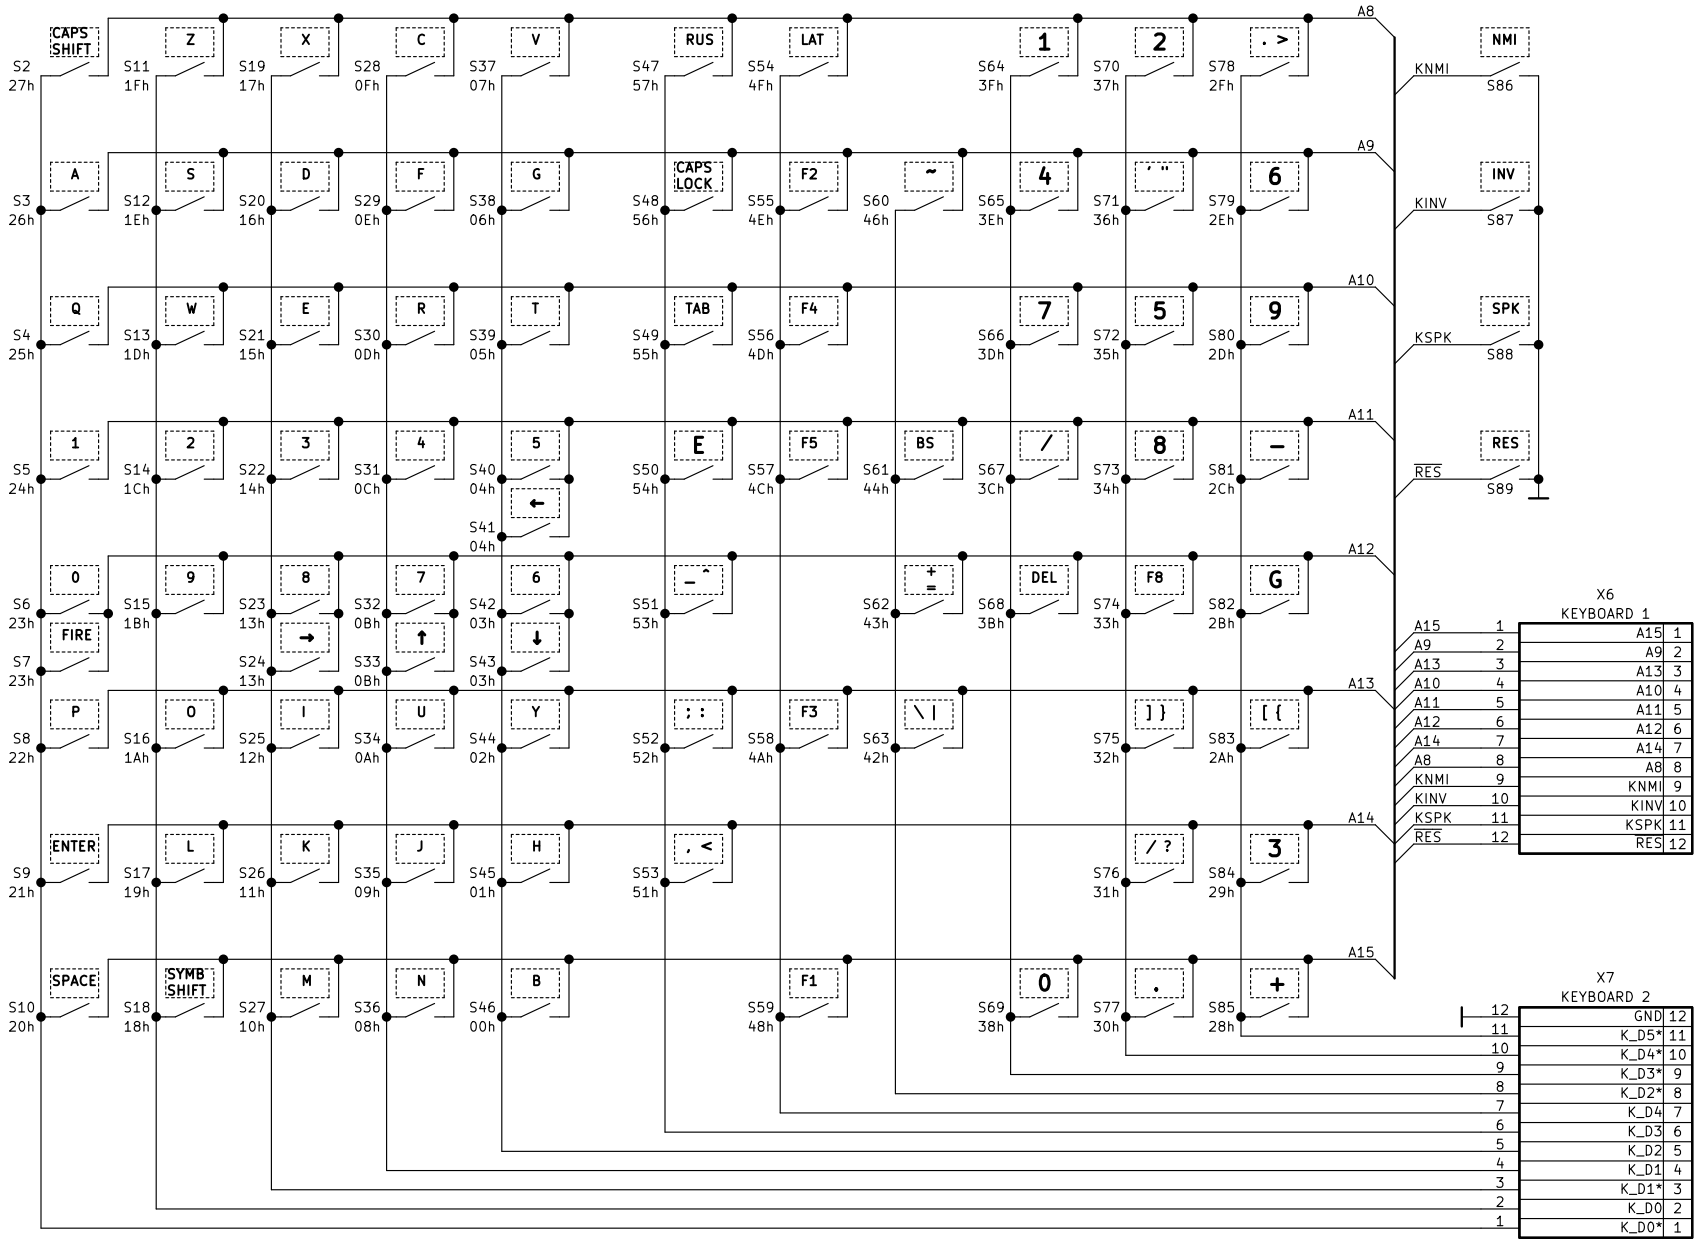 A8
CAPS Z X C V RUS LAT 1 2 . > NMI
SHIFT
S2 S11 S19 S28 S37 S47 S54 S64 S70 S78 KNMI
27h 1Fh 17h 0Fh 07h 57h 4Fh 3Fh 37h 2Fh S86
A9
A S D F G CAPS F2 ~ 4 ' " 6 INV
LOCK
S3 S12 S20 S29 S38 S48 S55 S60 S65 S71 S79 KINV
26h 1Eh 16h 0Eh 06h 56h 4Eh 46h 3Eh 36h 2Eh S87
A10
Q W E R T TAB F4 7 5 9 SPK
S4 S13 S21 S30 S39 S49 S56 S66 S72 S80 KSPK
25h 1Dh 15h 0Dh 05h 55h 4Dh 3Dh 35h 2Dh S88
A11
1 2 3 4 5 E F5 BS / 8 − RES
S5 S14 S22 S31 S40 S50 S57 S61 S67 S73 S81 RES
24h 1Ch 14h 0Ch 04h 54h 4Ch 44h 3Ch 34h 2Ch S89
←
S41
04h
A12
0 9 8 7 6 _ ^ + DEL F8 G
=
S6 S15 S23 S32 S42 S51 S62 S68 S74 S82
23h 1Bh 13h 0Bh 03h 53h 43h 3Bh 33h 2Bh
FIRE → ↑ ↓
S7 S24 S33 S43
23h 13h 0Bh 03h
A13
P O I U Y ; : F3 \ | ] } [ {
S8 S16 S25 S34 S44 S52 S58 S63 S75 S83
22h 1Ah 12h 0Ah 02h 52h 4Ah 42h 32h 2Ah
A14
ENTER L K J H , < / ? 3
S9 S17 S26 S35 S45 S53 S76 S84
21h 19h 11h 09h 01h 51h 31h 29h
A15
SPACE SYMB M N B F1 0 . +
SHIFT
S10 S18 S27 S36 S46 S59 S69 S77 S85
20h 18h 10h 08h 00h 48h 38h 30h 28h
X6
KEYBOARD 1
A15 1 A15 1
A9 2 A9 2
A13 3 A13 3
A10 4 A10 4
A11 5 A11 5
A12 6 A12 6
A14 7 A14 7
A8 8 A8 8
KNMI 9 KNMI 9
KINV 10 KINV 10
KSPK 11 KSPK 11
RES 12 RES 12
X7
KEYBOARD 2
12 GND 12
11 K_D5* 11
10 K_D4* 10
9 K_D3* 9
8 K_D2* 8
7 K_D4 7
6 K_D3 6
5 K_D2 5
4 K_D1 4
3 K_D1* 3
2 K_D0 2
1 K_D0* 1